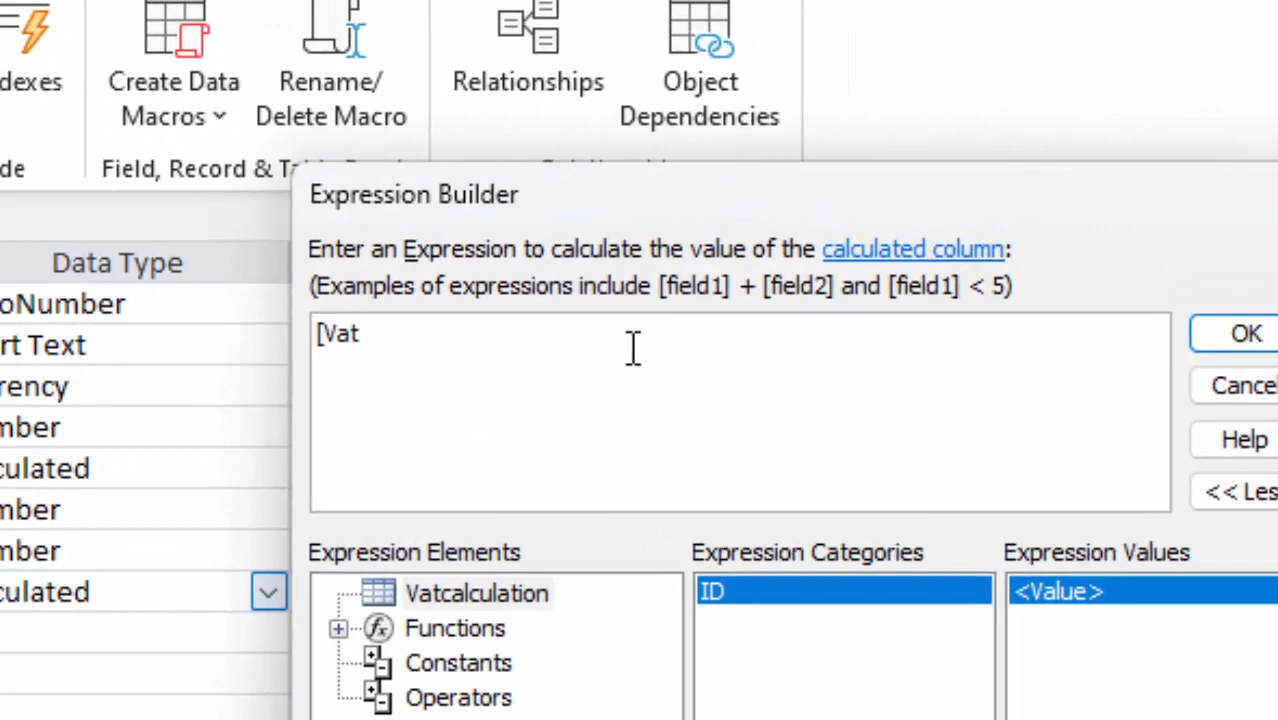 dexes
Create Data
Macros
Rename/
Delete Macro
Relationships
Object
Dependencies
de
Field, Record &
Expression Builder
Enter an Expression to calculate the value of the calculated column:
(Examples of expressions include [field1] + [field2] and [field1] < 5)
Data Type
oNumber
rt Text
rency
mber
culated
mber
mber
culated
[Vat
OK
Cancel
Help
<< Les
Expression Elements
Expression Categories
Expression Values
Vatcalculation
Functions
Constants
Operators
ID
<Value>